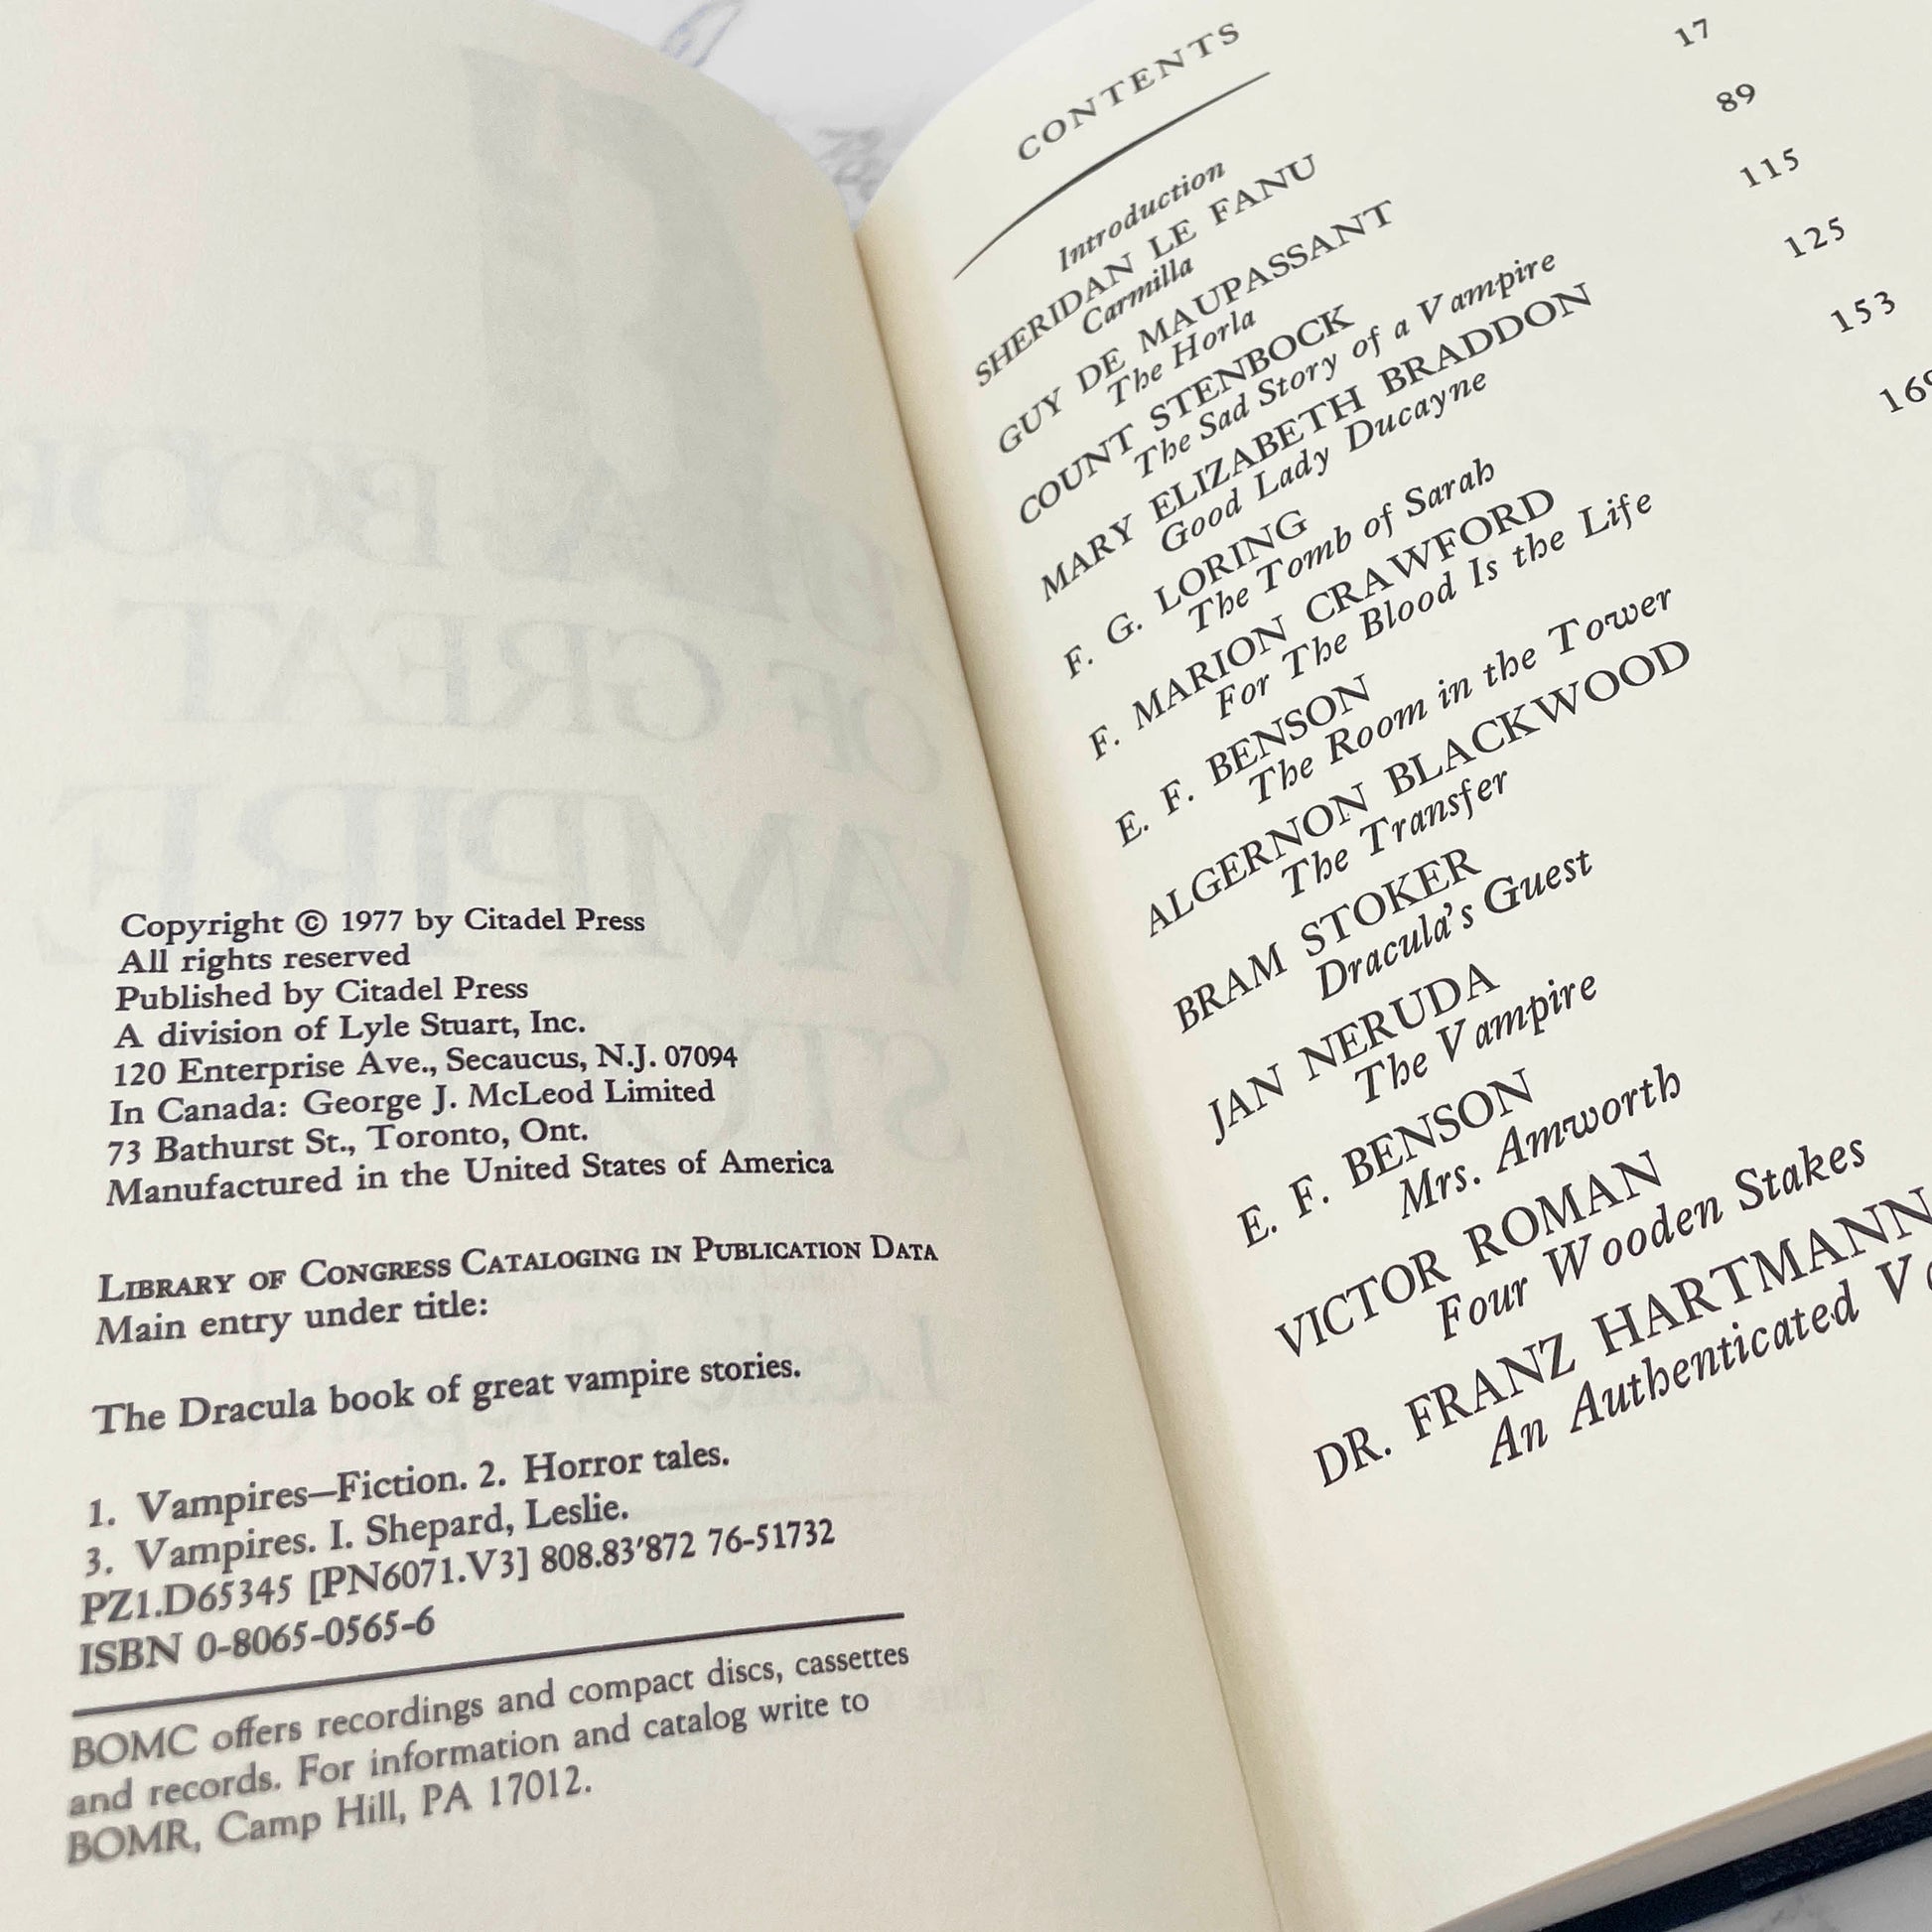 Copyright © 1977 by Citadel Press
All rights reserved
Published by Citadel Press
A division of Lyle Stuart, Inc.
120 Enterprise Ave., Secaucus, N.J. 07094
In Canada: George J. McLeod Limited
73 Bathurst St., Toronto, Ont.
Manufactured in the United States of America
LIBRARY OF CONGRESS CATALOGING IN PUBLICATION DATA
Main entry under title:
The Dracula book of great vampire stories.
1. Vampires—Fiction. 2. Horror tales.
3. Vampires. I. Shepard, Leslie.
PZ1.D65345 [PN6071.V3] 808.83'872 76-51732
ISBN 0-8065-0565-6
BOMC offers recordings and compact discs, cassettes
and records. For information and catalog write to
BOMR, Camp Hill, PA 17012.
CONTENTS
Introduction
SHERIDAN LE FANU
Carmilla 17
GUY DE MAUPASSANT
The Horla 89
COUNT STENBOCK
The Sad Story of a Vampire 115
MARY ELIZABETH BRADDON
Good Lady Ducayne 125
F. G. LORING
The Tomb of Sarah 153
F. MARION CRAWFORD
For The Blood Is the Life 169
E. F. BENSON
The Room in the Tower
ALGERNON BLACKWOOD
The Transfer
BRAM STOKER
Dracula's Guest
JAN NERUDA
The Vampire
E. F. BENSON
Mrs. Amworth
VICTOR ROMAN
Four Wooden Stakes
DR. FRANZ HARTMANN
An Authenticated